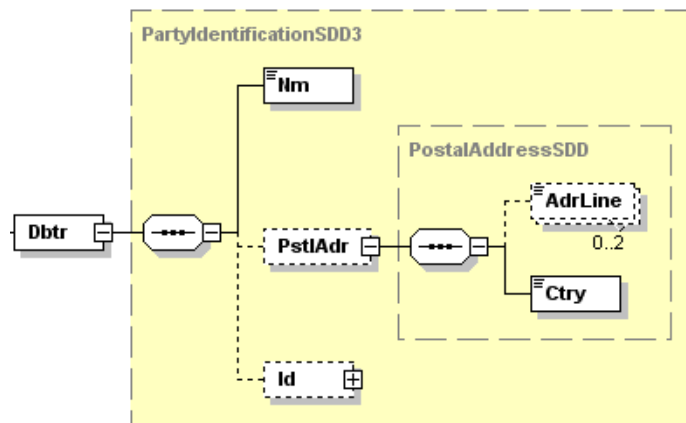 PartyIdentificationSDD3
Nm
PostalAddressSDD
AdrLine
0..2
Dbtr
PstlAdr
Ctry
Id